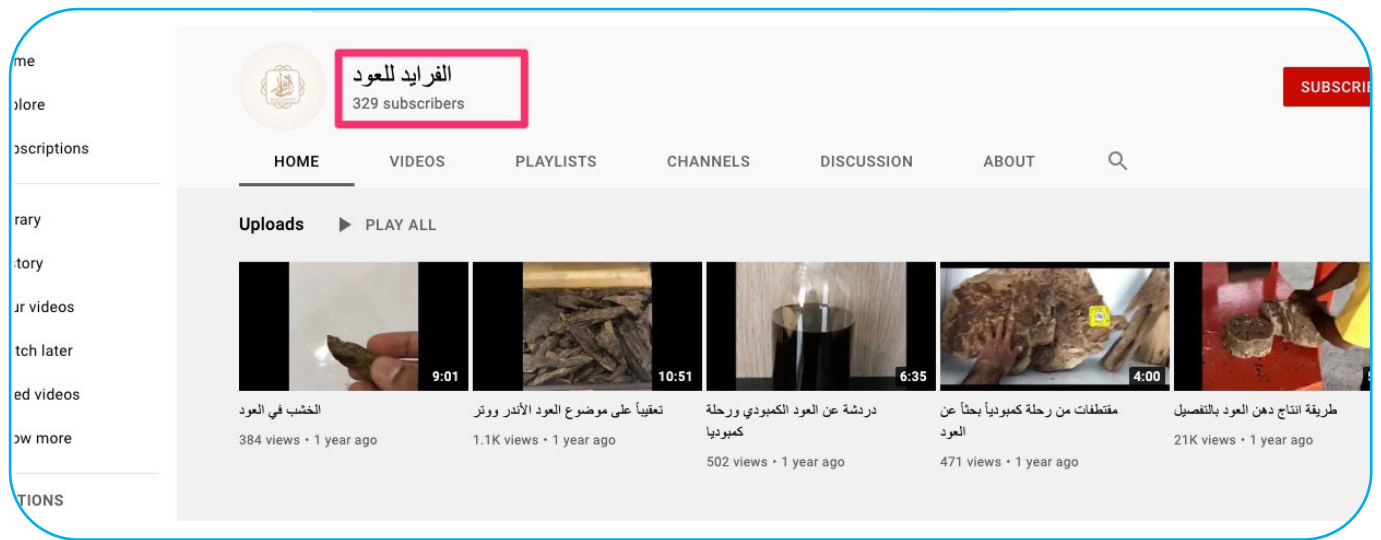 me
الفرايد للعود
329 subscribers
SUBSCRIB
plore
bscriptions
HOME VIDEOS PLAYLISTS CHANNELS DISCUSSION ABOUT
rary
Uploads PLAY ALL
tory
ur videos
tch later
ed videos
ow more
TIONS
9:01
10:51
6:35
4:00
الخشب في العود
384 views • 1 year ago
تعقيباً على موضوع العود الأندر ووتر
1.1K views • 1 year ago
دردشة عن العود الكمبودي ورحلة
كمبوديا
502 views • 1 year ago
مقتطفات من رحلة كمبودياً بحثاً عن
العود
471 views • 1 year ago
طريقة انتاج دهن العود بالتفصيل
21K views • 1 year ago